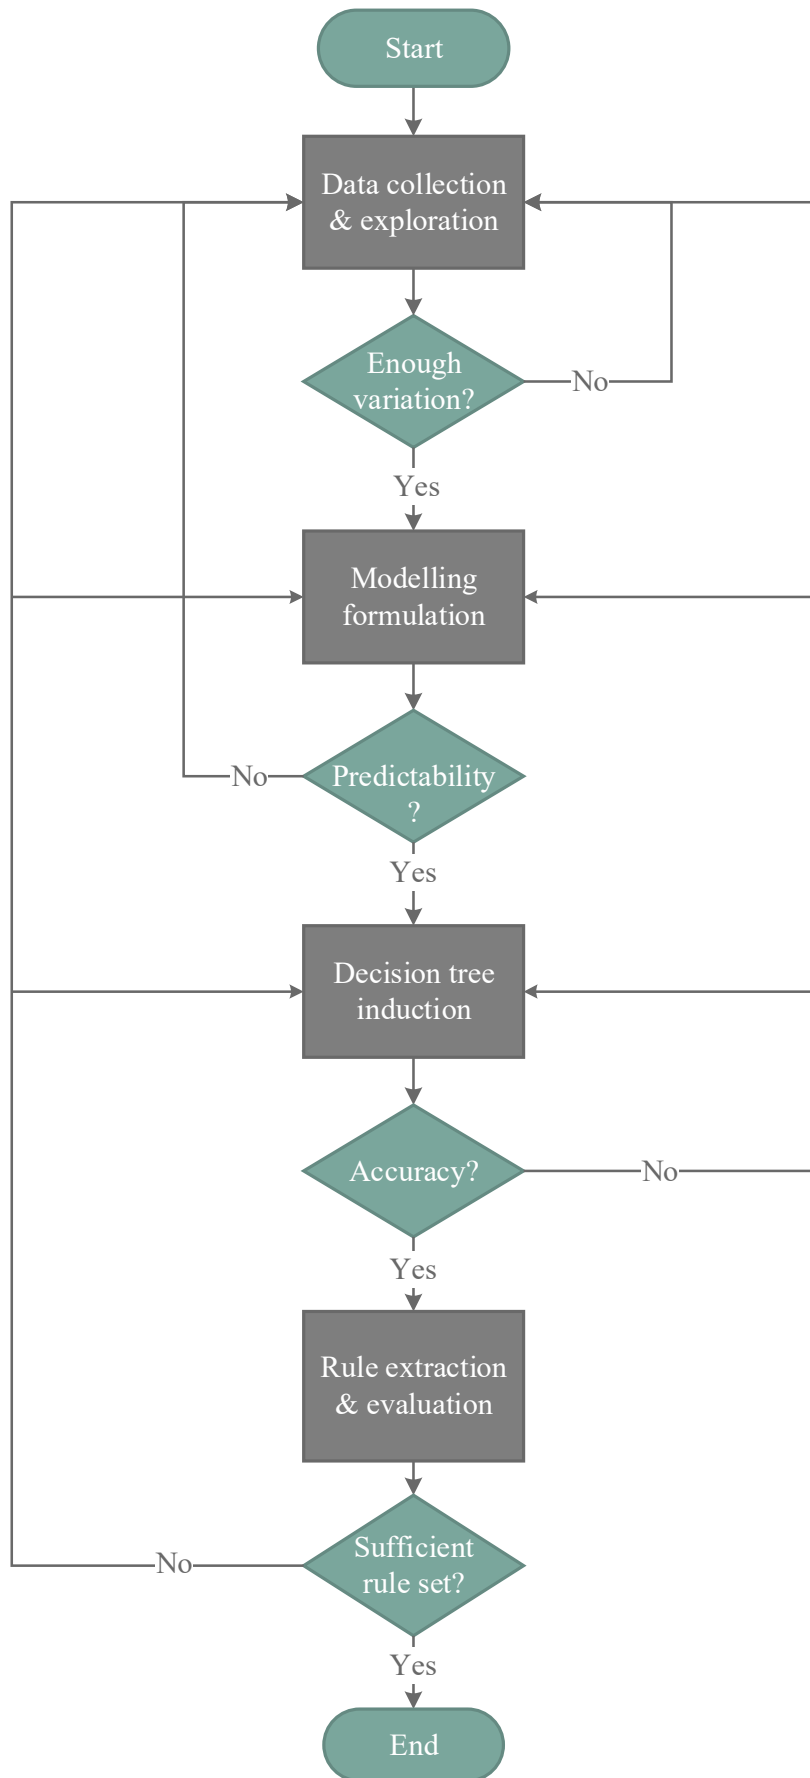 Start
Data collection
& exploration
Enough
variation?
No
Yes
Modelling
formulation
Predictability
?
No
Yes
Decision tree
induction
Accuracy?
No
Yes
Rule extraction
& evaluation
Sufficient
rule set?
No
Yes
End